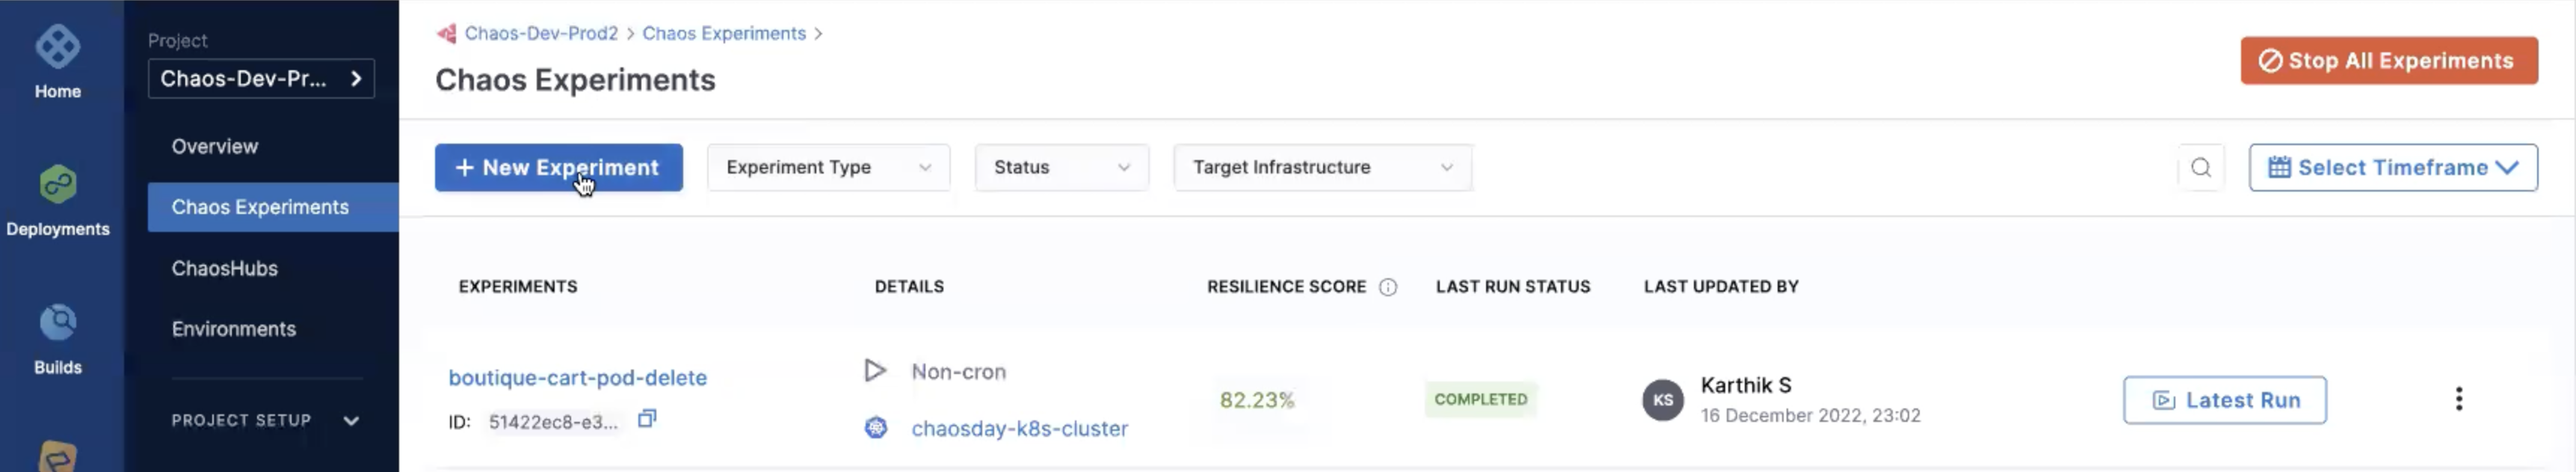 Home
Deployments
Builds
Project
Chaos-Dev-Pr...
Overview
Chaos Experiments
ChaosHubs
Environments
PROJECT SETUP
Chaos-Dev-Prod2 > Chaos Experiments >
Chaos Experiments
Stop All Experiments
+ New Experiment
Experiment Type
Status
Target Infrastructure
Select Timeframe
EXPERIMENTS
DETAILS
RESILIENCE SCORE
LAST RUN STATUS
LAST UPDATED BY
boutique-cart-pod-delete
ID: 51422ec8-e3...
Non-cron
chaosday-k8s-cluster
82.23%
COMPLETED
KS
Karthik S
16 December 2022, 23:02
Latest Run